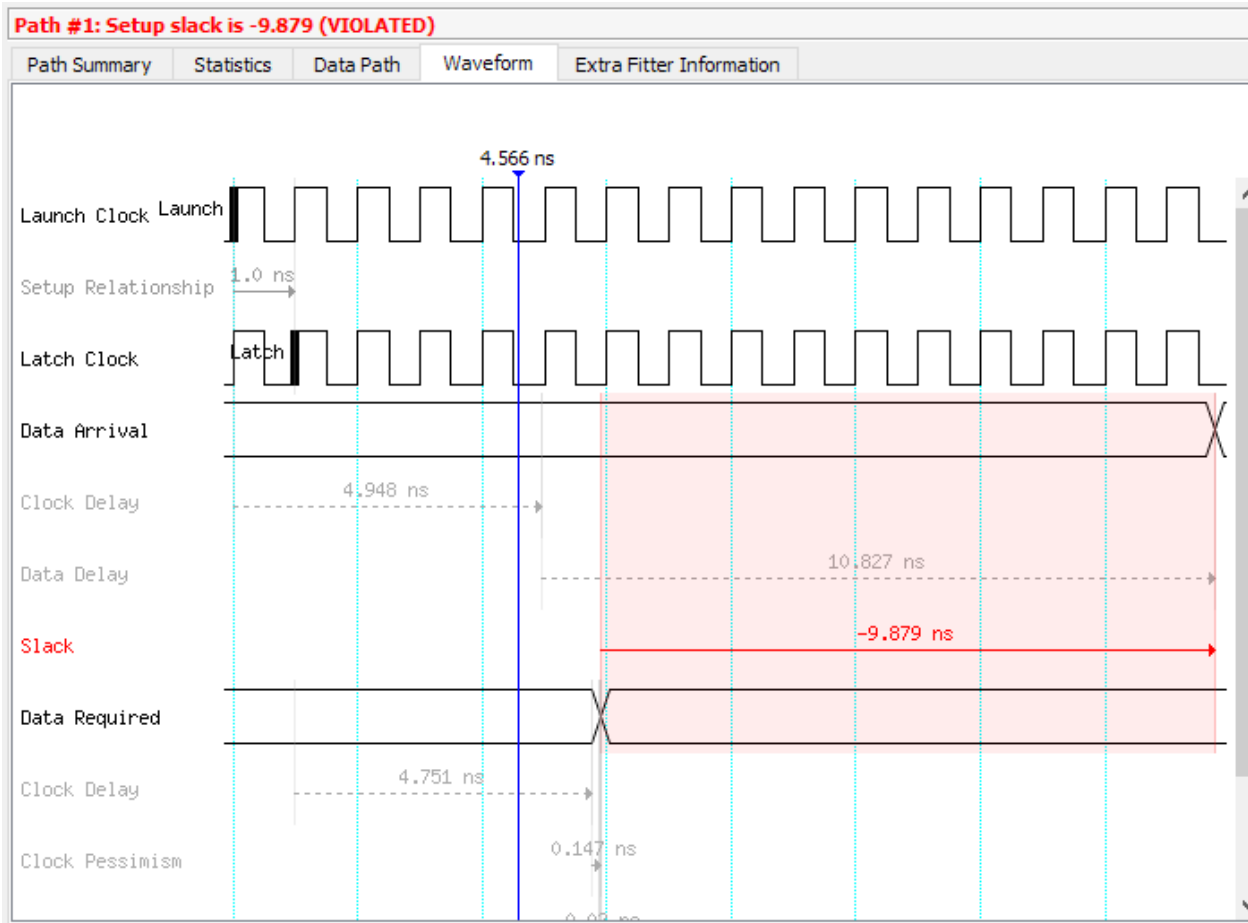 Path #1: Setup slack is -9.879 (VIOLATED)
Path Summary Statistics Data Path Waveform Extra Fitter Information
4.566 ns
Launch Clock Launch
Setup Relationship 1.0 ns
Latch Clock Latch
Data Arrival
Clock Delay 4.948 ns
Data Delay 10.827 ns
Slack -9.879 ns
Data Required
Clock Delay 4.751 ns
Clock Pessimism 0.147 ns